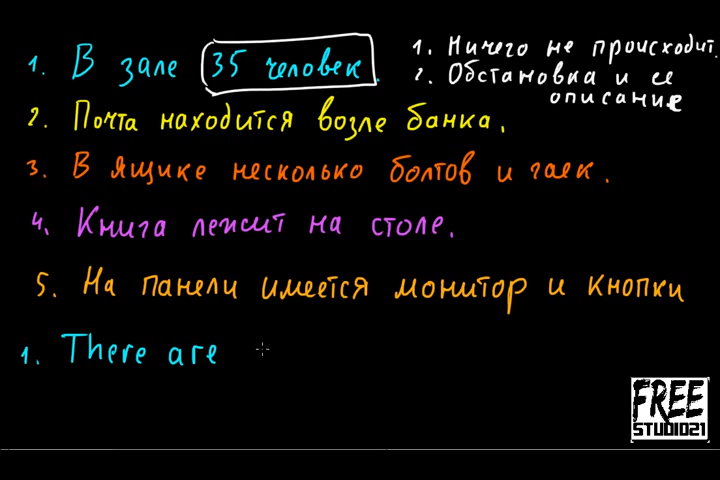 1. В зале 35 человек.
1. Ничего не происходит.
2. Обстановка и ее
описание
2. Почта находится возле банка.
3. В ящике несколько болтов и гаек.
4. Книга лежит на столе.
5. На панели имеется монитор и кнопки
1. There are
FREE
STUDIO21